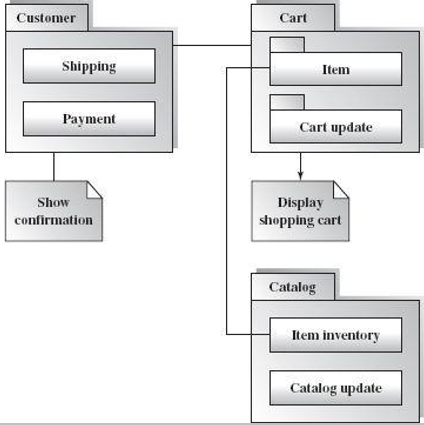 Customer
Shipping
Payment
Show
confirmation
Cart
Item
Cart update
Display
shopping cart
Catalog
Item inventory
Catalog update